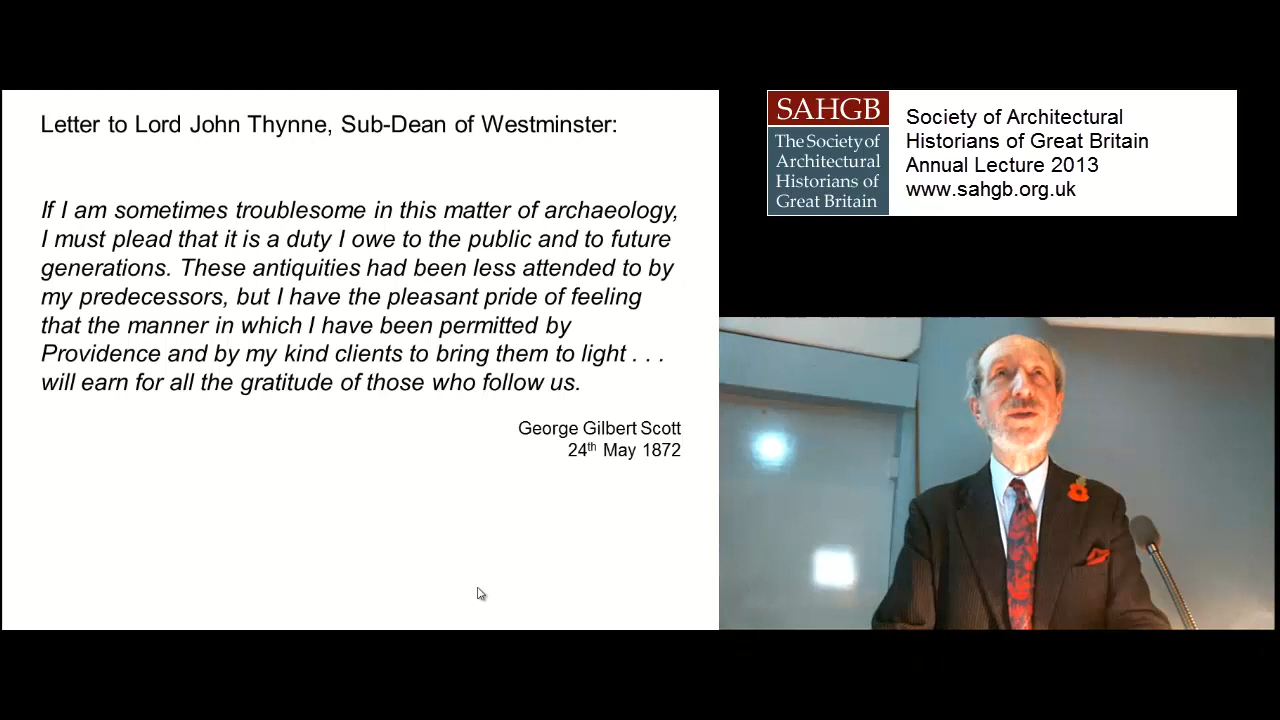 Letter to Lord John Thynne, Sub-Dean of Westminster:
If I am sometimes troublesome in this matter of archaeology,
I must plead that it is a duty I owe to the public and to future
generations. These antiquities had been less attended to by
my predecessors, but I have the pleasant pride of feeling
that the manner in which I have been permitted by
Providence and by my kind clients to bring them to light . . .
will earn for all the gratitude of those who follow us.
George Gilbert Scott
24th May 1872
SAHGB
The Society of
Architectural
Historians of
Great Britain
Society of Architectural
Historians of Great Britain
Annual Lecture 2013
www.sahgb.org.uk